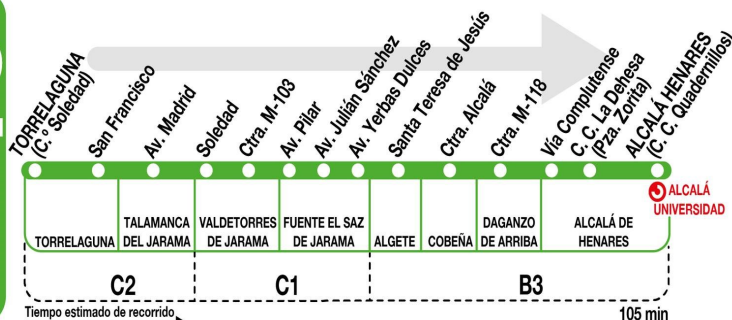 TORRELAGUNA
(C.º Soledad)
San Francisco
Av. Madrid
Soledad
Ctra. M-103
Av. Pilar
Av. Julián Sánchez
Av. Yerbas Dulces
Santa Teresa de Jesús
Ctra. Alcalá
Ctra. M-118
Vía Complutense
C. C. La Dehesa
(Pza. Zorita)
ALCALÁ HENARES
(C. C. Quadernillos)
ALCALÁ
UNIVERSIDAD
TORRELAGUNA
TALAMANCA
DEL JARAMA
VALDETORRES
DE JARAMA
FUENTE EL SAZ
DE JARAMA
ALGETE
COBEÑA
DAGANZO
DE ARRIBA
ALCALÁ DE
HENARES
C2
C1
B3
Tiempo estimado de recorrido
105 min